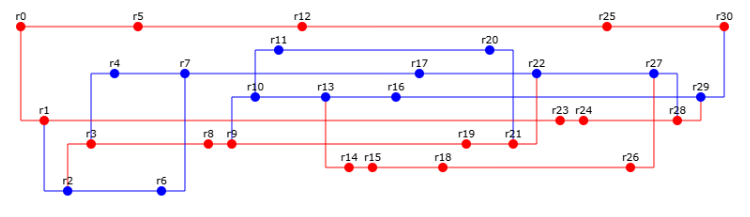 r0 r5 r12 r25 r30
r11 r20
r4 r7 r17 r22 r27
r10 r13 r16 r29
r1 r23 r24 r28
r3 r8 r9 r19 r21
r14 r15 r18 r26
r2 r6